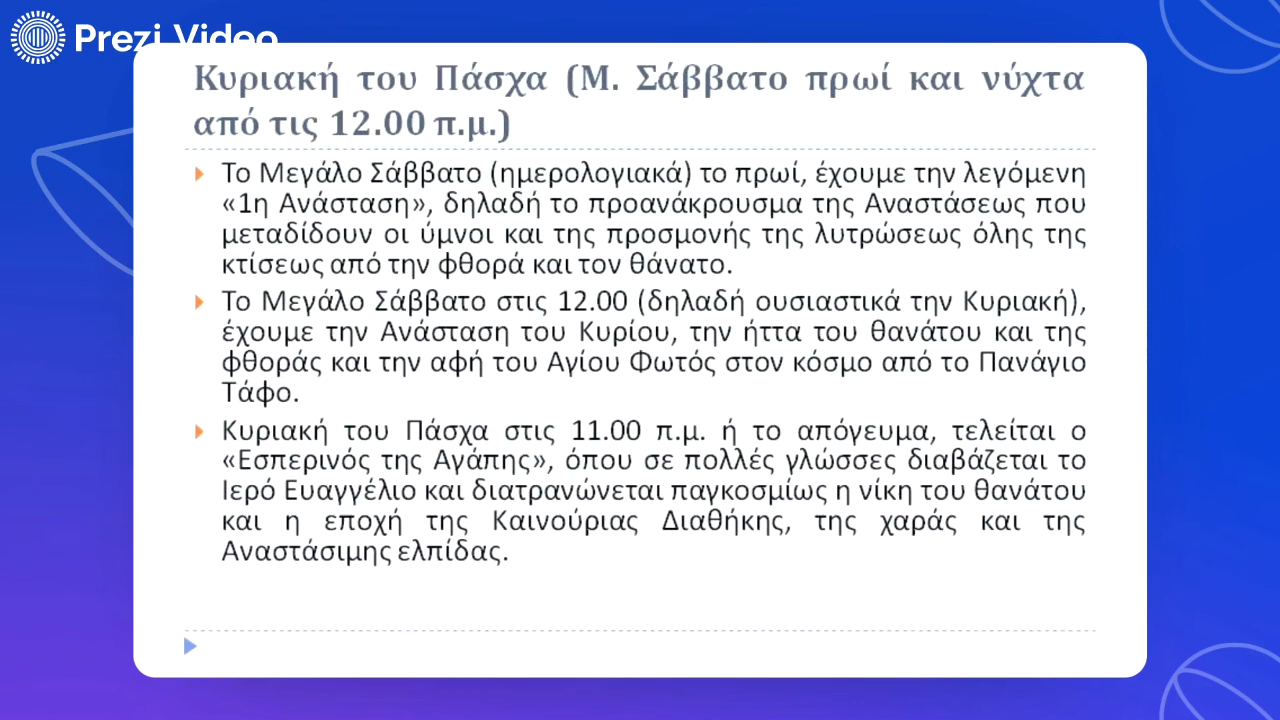 Prezi Video
Κυριακή του Πάσχα (Μ. Σάββατο πρωί και νύχτα
από τις 12.00 π.μ.)
Το Μεγάλο Σάββατο (ημερολογιακά) το πρωί, έχουμε την λεγόμενη
«1η Ανάσταση», δηλαδή το προανάκρουσμα της Αναστάσεως που
μεταδίδουν οι ύμνοι και της προσμονής της λυτρώσεως όλης της
κτίσεως από την φθορά και τον θάνατο.
Το Μεγάλο Σάββατο στις 12.00 (δηλαδή ουσιαστικά την Κυριακή),
έχουμε την Ανάσταση του Κυρίου, την ήττα του θανάτου και της
φθοράς και την αφή του Αγίου Φωτός στον κόσμο από το Πανάγιο
Τάφο.
Κυριακή του Πάσχα στις 11.00 π.μ. ή το απόγευμα, τελείται ο
«Εσπερινός της Αγάπης», όπου σε πολλές γλώσσες διαβάζεται το
Ιερό Ευαγγέλιο και διατρανώνεται παγκοσμίως η νίκη του θανάτου
και η εποχή της Καινούριας Διαθήκης, της χαράς και της
Αναστάσιμης ελπίδας.